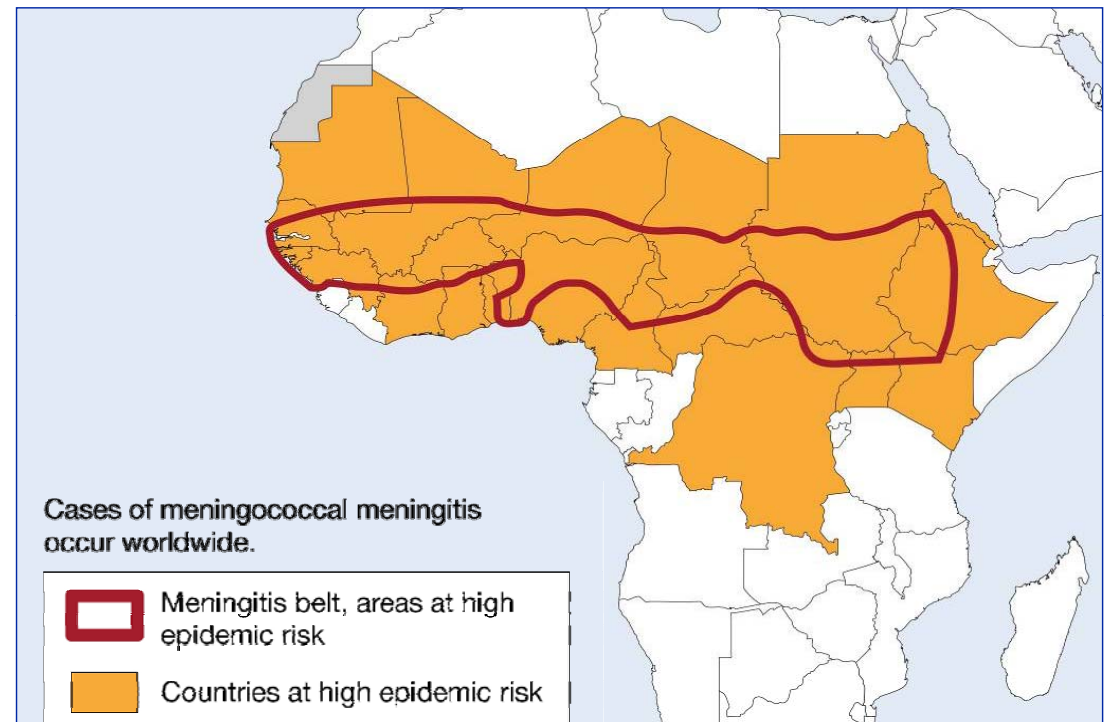 Cases of meningococcal meningitis
occur worldwide.
Meningitis belt, areas at high
epidemic risk
Countries at high epidemic risk